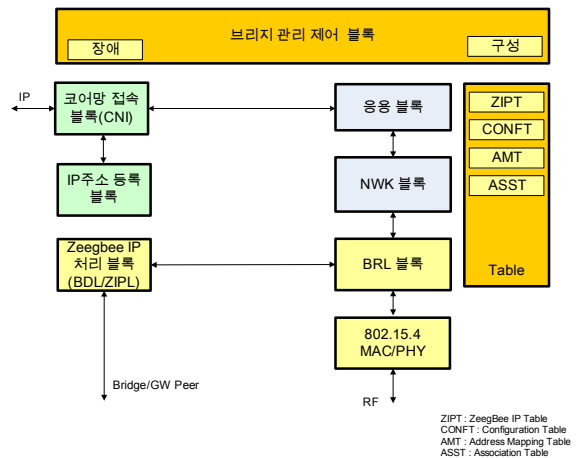 브리지 관리 제어 블록
장애
구성
IP
코어망 접속
블록(CNI)
응용 블록
ZIPT
CONFT
AMT
ASST
Table
IP주소 등록
블록
NWK 블록
Zeegbee IP
처리 블록
(BDL/ZIPL)
BRL 블록
802.15.4
MAC/PHY
Bridge/GW Peer
RF
ZIPT : ZeegBee IP Table
CONFT : Configuration Table
AMT : Address Mapping Table
ASST : Association Table